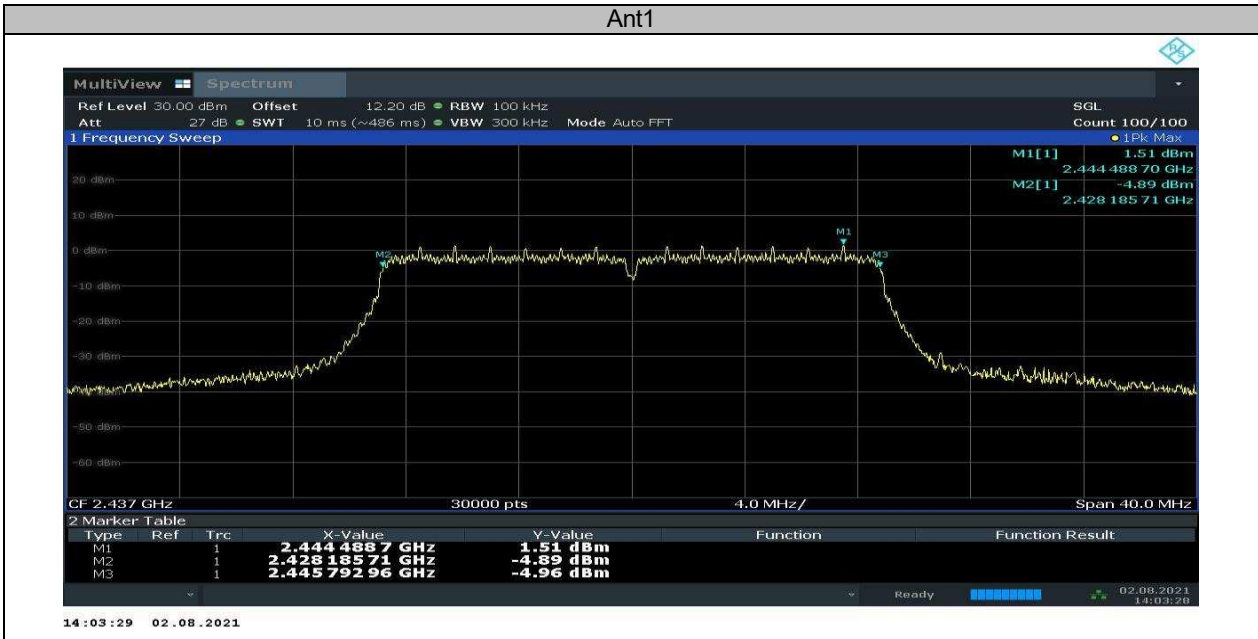 Ant1
R&S
MultiView Spectrum
Ref Level 30.00 dBm Offset 12.20 dB RBW 100 kHz SGL
Att 27 dB SWT 10 ms (~486 ms) VBW 300 kHz Mode Auto FFT Count 100/100
1 Frequency Sweep 1Pk Max
M1[1] 1.51 dBm
2.444 488 70 GHz
20 dBm
M2[1] -4.89 dBm
2.428 185 71 GHz
10 dBm
M1
0 dBm
M2 M3
-10 dBm
-20 dBm
-30 dBm
-50 dBm
-60 dBm
CF 2.437 GHz 30000 pts 4.0 MHz/ Span 40.0 MHz
2 Marker Table
Type Ref Trc X-Value Y-Value Function Function Result
M1 1 2.444 488 7 GHz 1.51 dBm
M2 1 2.428 185 71 GHz -4.89 dBm
M3 1 2.445 792 96 GHz -4.96 dBm
Ready 02.08.2021
14:03:28
14:03:29 02.08.2021